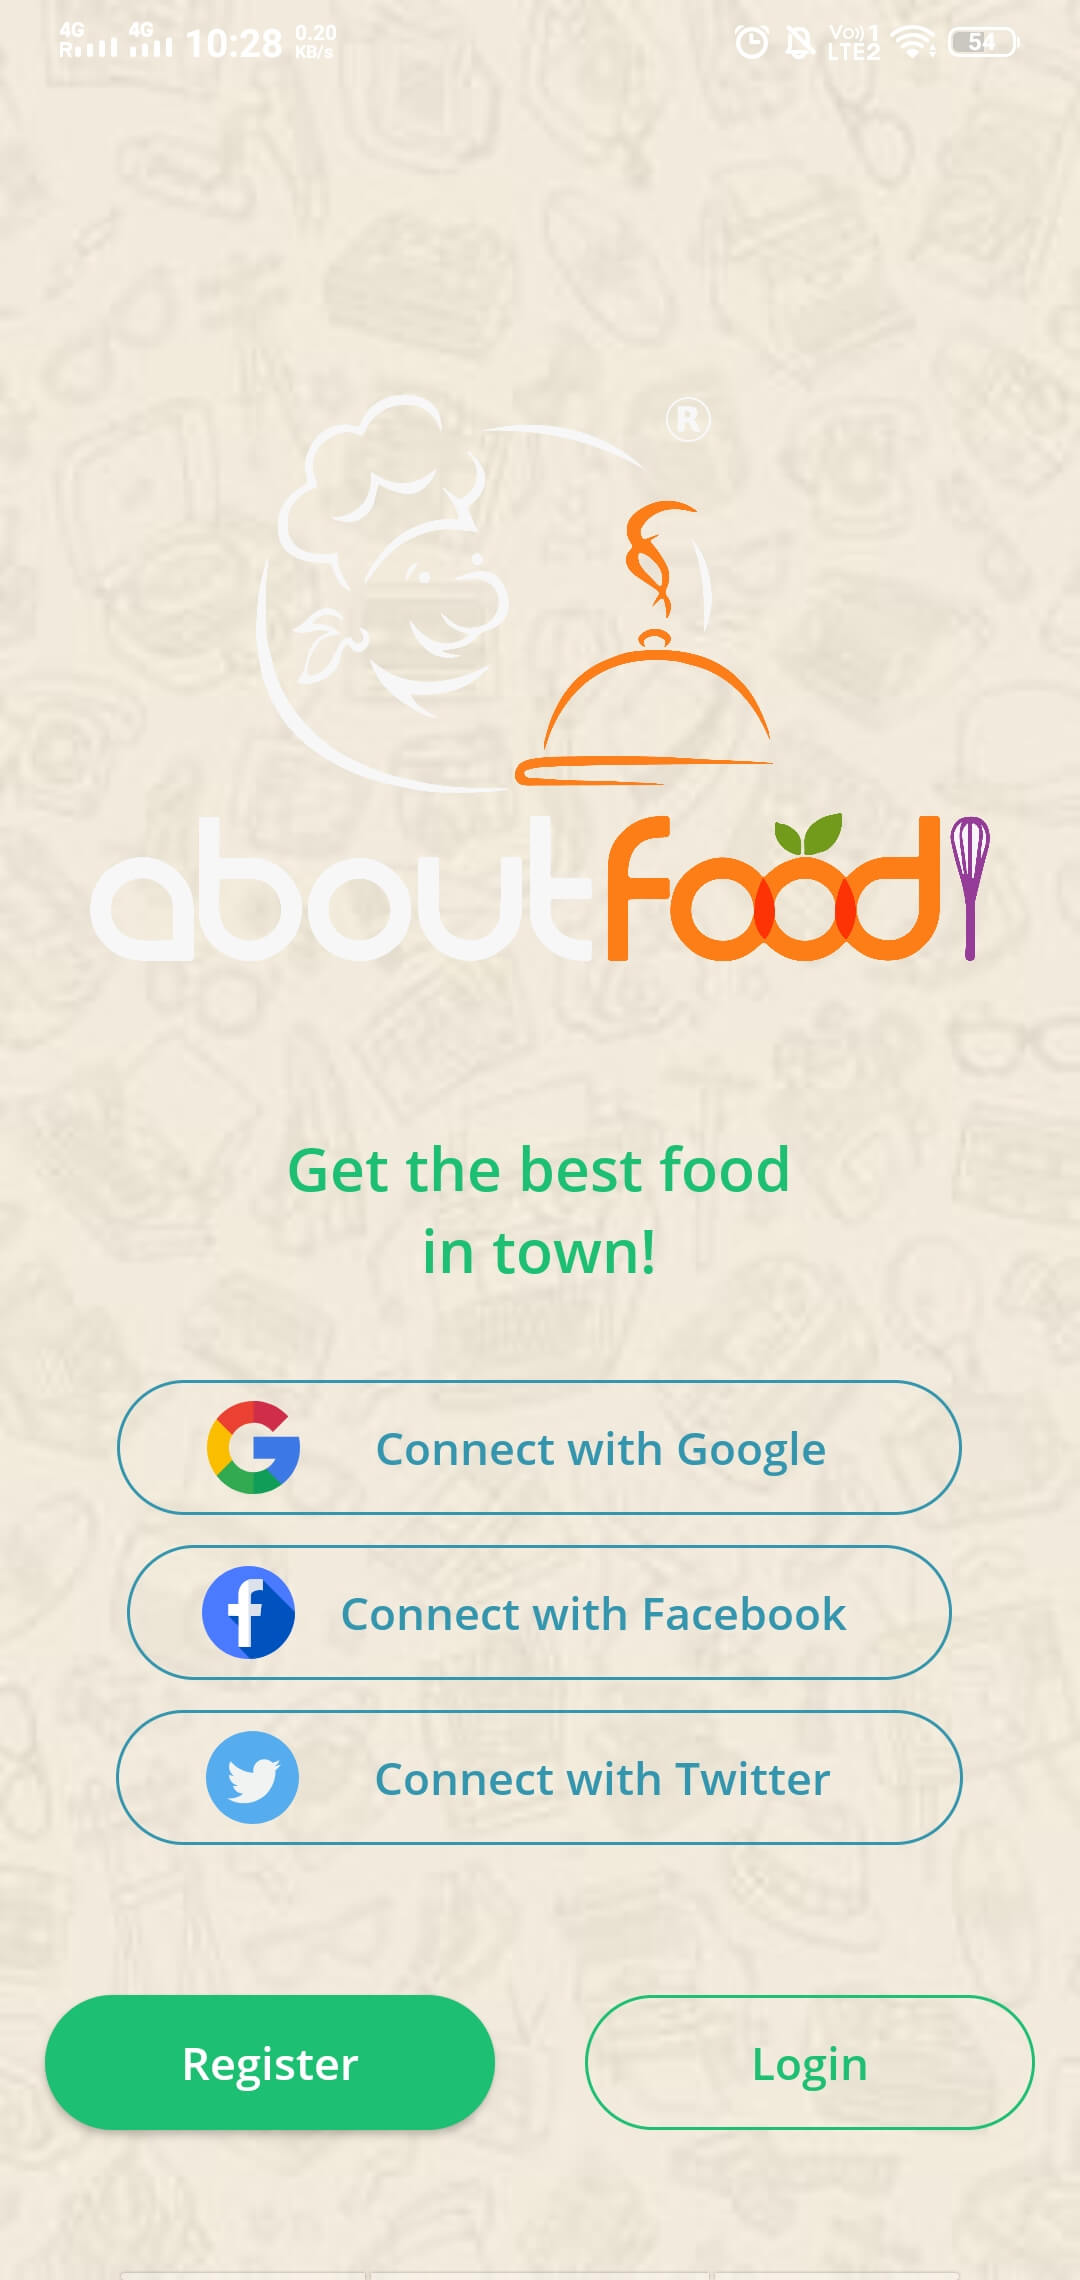 4G 4G 10:28 0.20
R KB/s
Vo)) 1
LTE2 54
R
aboutfood
Get the best food
in town!
Connect with Google
f Connect with Facebook
Connect with Twitter
Register Login